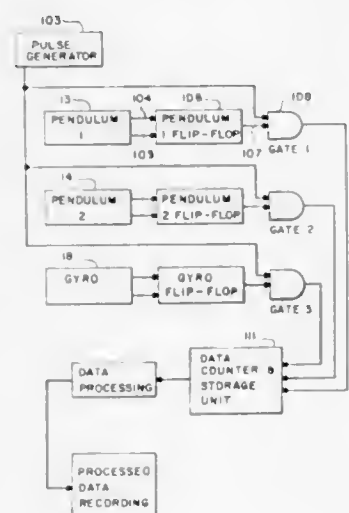 103
PULSE
GENERATOR
13
104
106
108
PENDULUM
1
PENDULUM
1 FLIP-FLOP
105
107
GATE 1
14
PENDULUM
2
PENDULUM
2 FLIP-FLOP
GATE 2
18
GYRO
GYRO
FLIP-FLOP
GATE 3
111
DATA
PROCESSING
DATA
COUNTER &
STORAGE
UNIT
PROCESSED
DATA
RECORDING